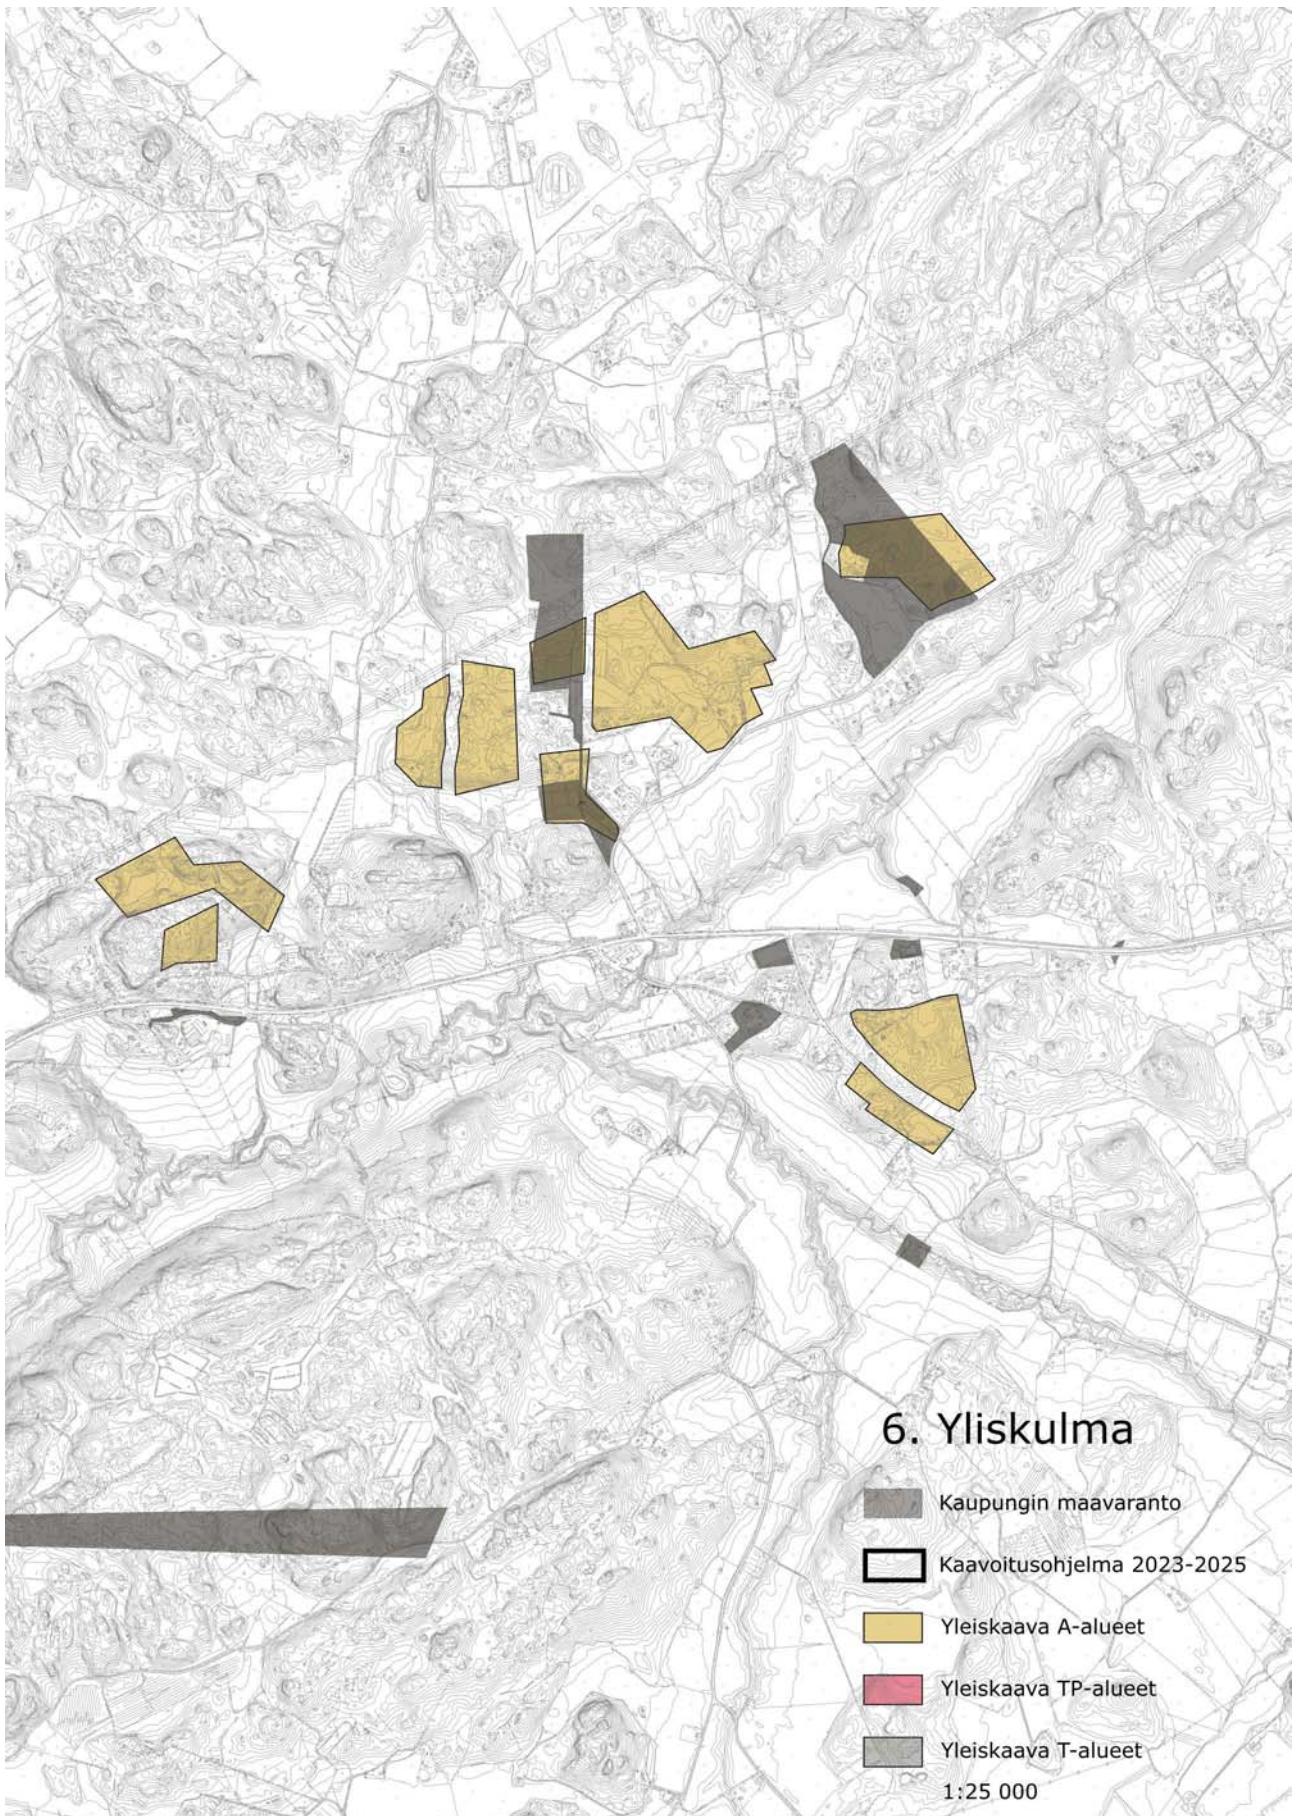 6. Yliskulma
Kaupungin maavaranto
Kaavoitusohjelma 2023-2025
Yleiskaava A-alueet
Yleiskaava TP-alueet
Yleiskaava T-alueet
1:25 000